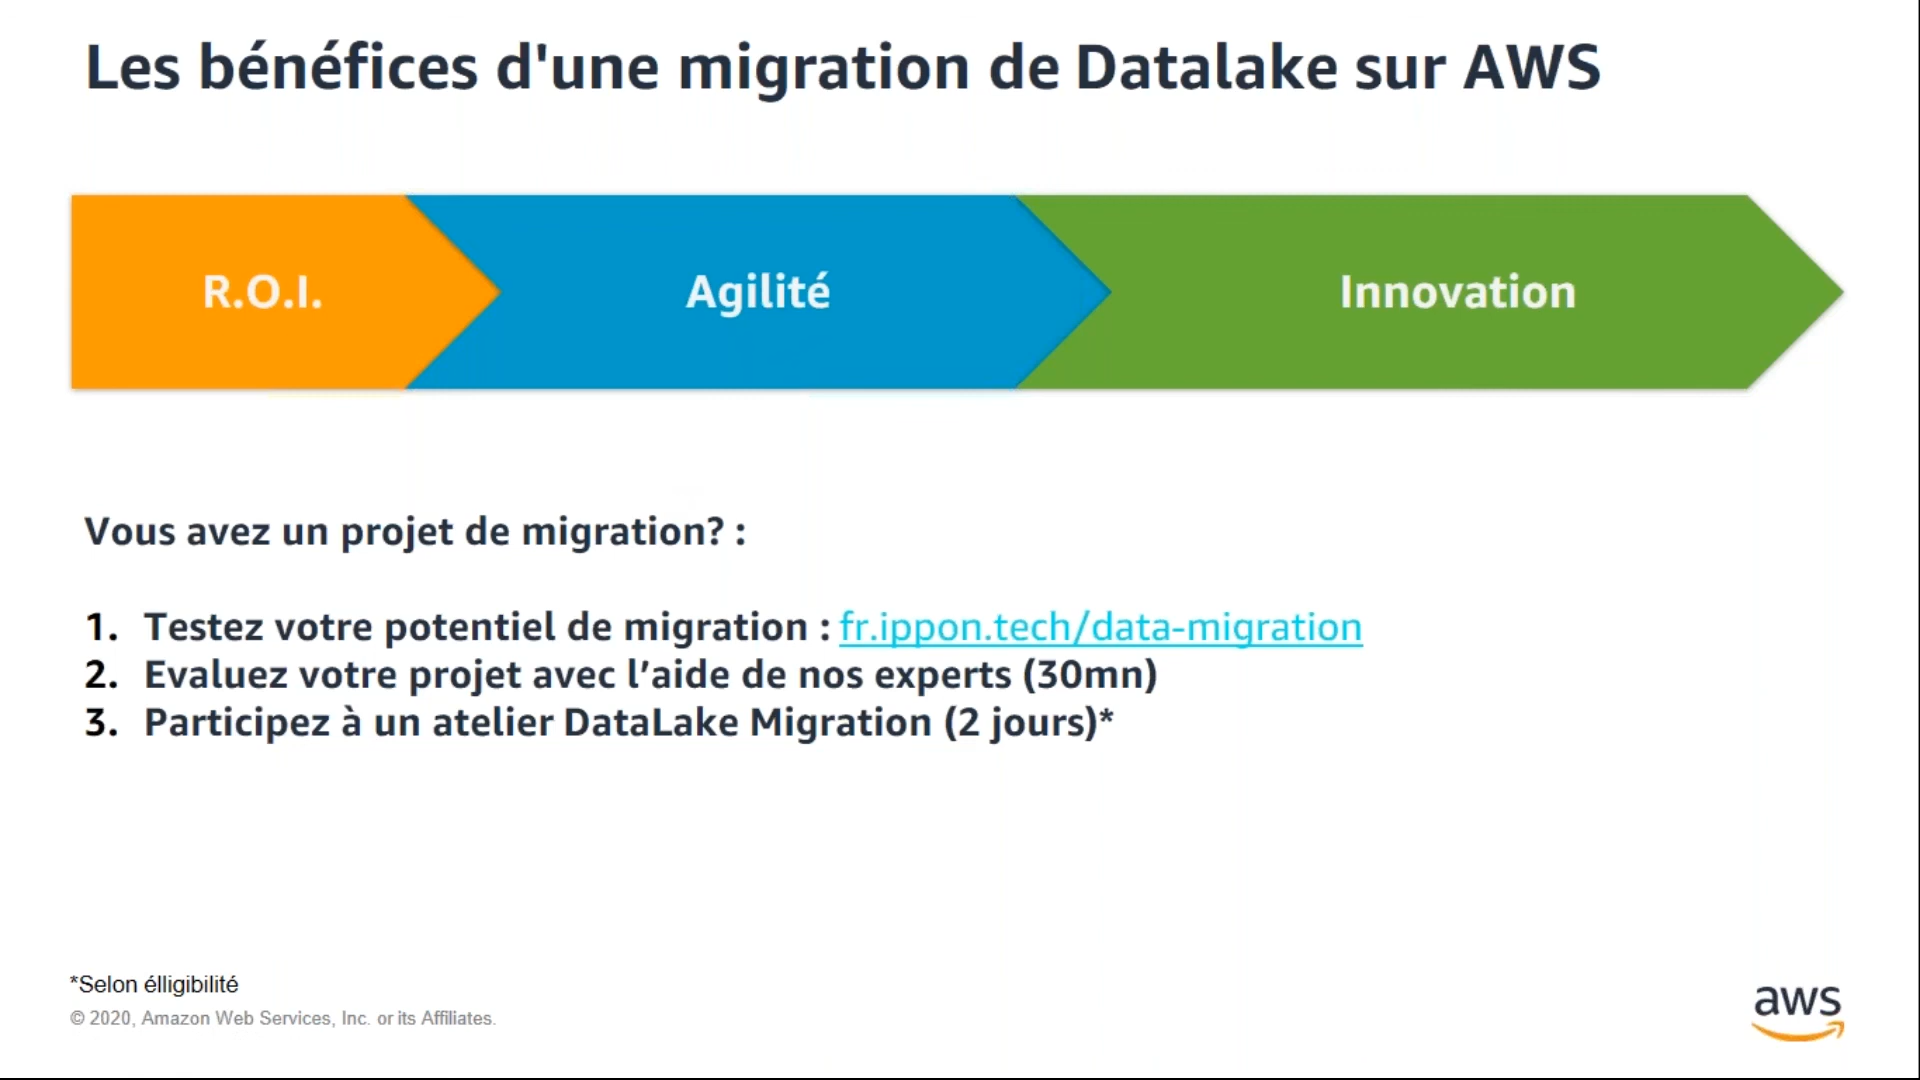 Les bénéfices d'une migration de Datalake sur AWS
R.O.I.
Agilité
Innovation
Vous avez un projet de migration? :
1. Testez votre potentiel de migration : fr.ippon.tech/data-migration
2. Evaluez votre projet avec l’aide de nos experts (30mn)
3. Participez à un atelier DataLake Migration (2 jours)*
*Selon élligibilité
© 2020, Amazon Web Services, Inc. or its Affiliates.
aws